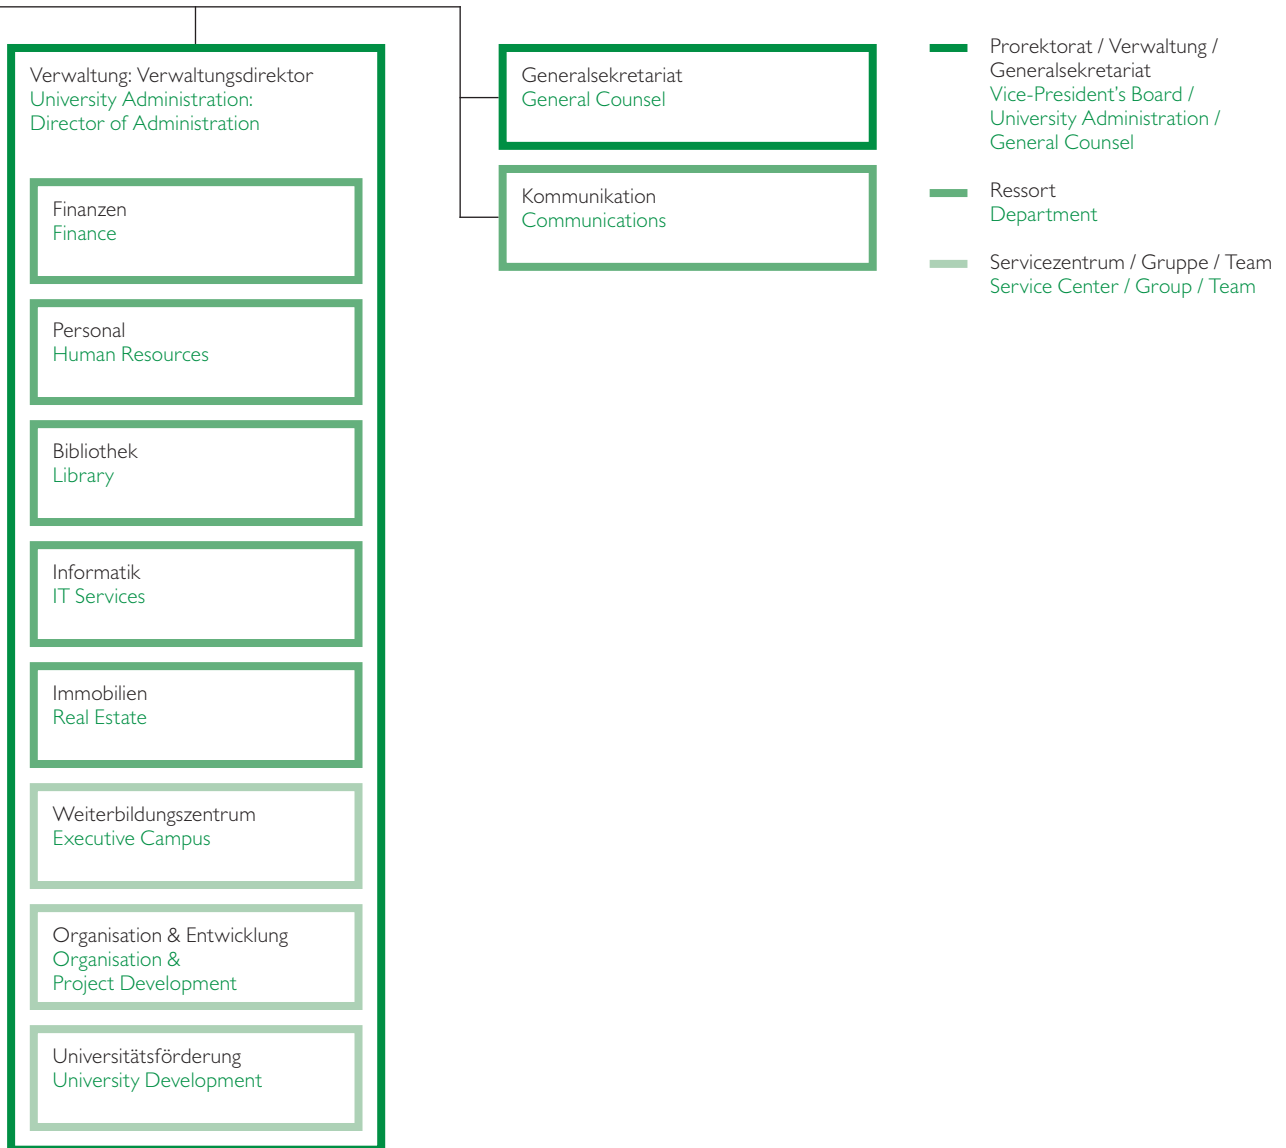 Verwaltung: Verwaltungsdirektor
University Administration:
Director of Administration
Finanzen
Finance
Personal
Human Resources
Bibliothek
Library
Informatik
IT Services
Immobilien
Real Estate
Weiterbildungszentrum
Executive Campus
Organisation & Entwicklung
Organisation &
Project Development
Universitätsförderung
University Development
Generalsekretariat
General Counsel
Kommunikation
Communications
Prorektorat / Verwaltung /
Generalsekretariat
Vice-President’s Board /
University Administration /
General Counsel
Ressort
Department
Servicezentrum / Gruppe / Team
Service Center / Group / Team